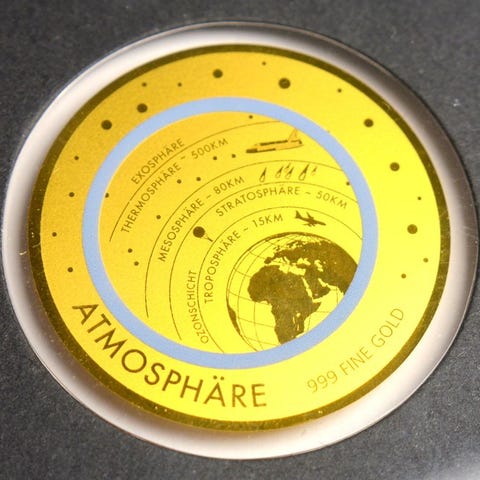 EXOSPHÄRE
THERMOSPHÄRE ~ 500KM
MESOSPHÄRE ~ 80KM
STRATOSPHÄRE ~ 50KM
OZONSCHICHT
TROPOSPHÄRE ~ 15KM
ATMOSPHÄRE
999 FINE GOLD